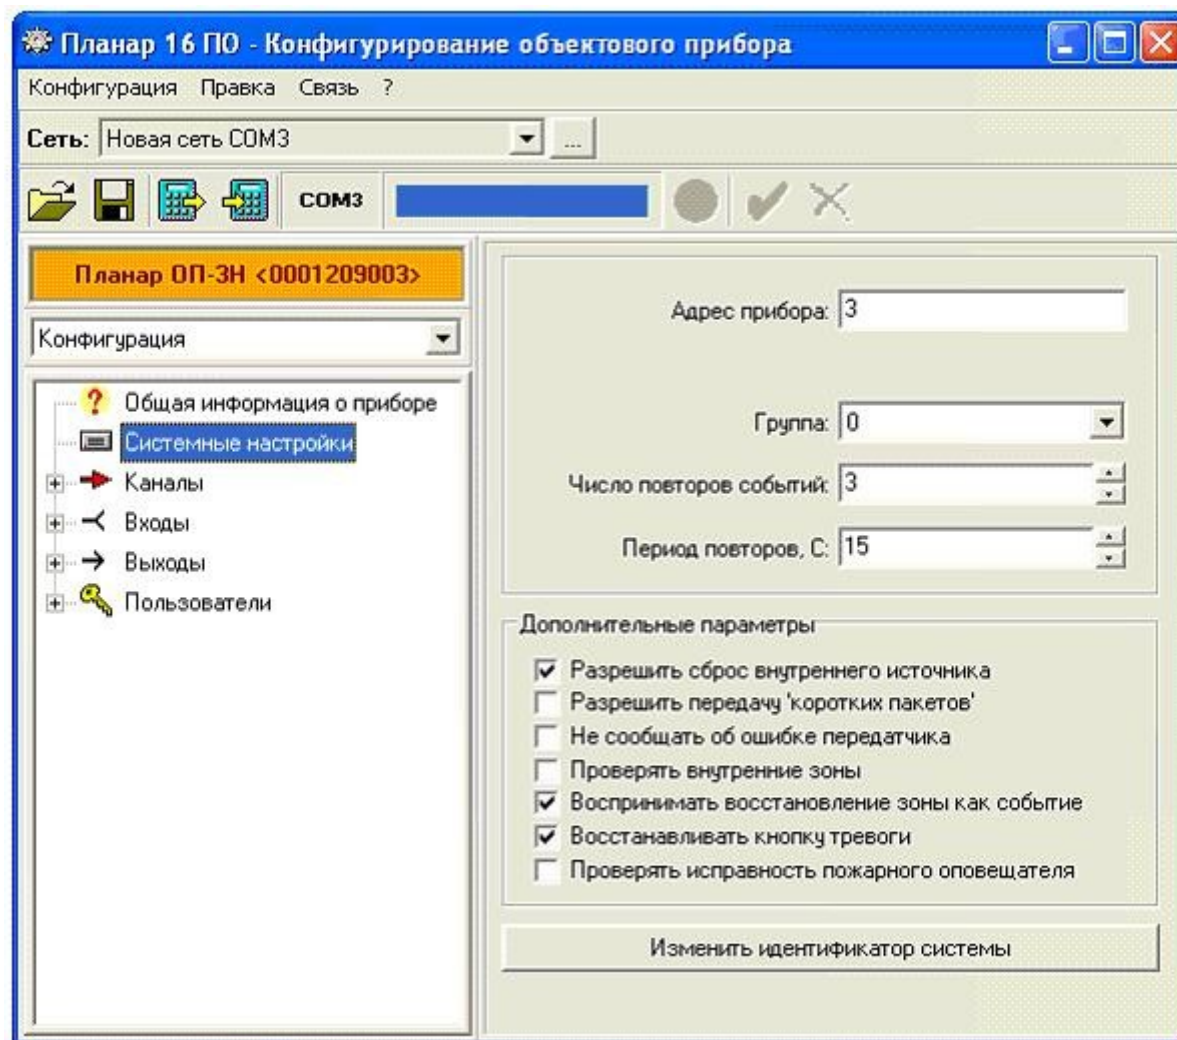 Планар 16 ПО - Конфигурирование объектового прибора
Конфигурация Правка Связь ?
Сеть: Новая сеть COM3 ...
COM3
Планар ОП-3Н <0001209003>
Конфигурация
? Общая информация о приборе
Системные настройки
Каналы
Входы
Выходы
Пользователи
Адрес прибора: 3
Группа: 0
Число повторов событий: 3
Период повторов, С: 15
Дополнительные параметры
Разрешить сброс внутреннего источника
Разрешить передачу 'коротких пакетов'
Не сообщать об ошибке передатчика
Проверять внутренние зоны
Воспринимать восстановление зоны как событие
Восстанавливать кнопку тревоги
Проверять исправность пожарного оповещателя
Изменить идентификатор системы